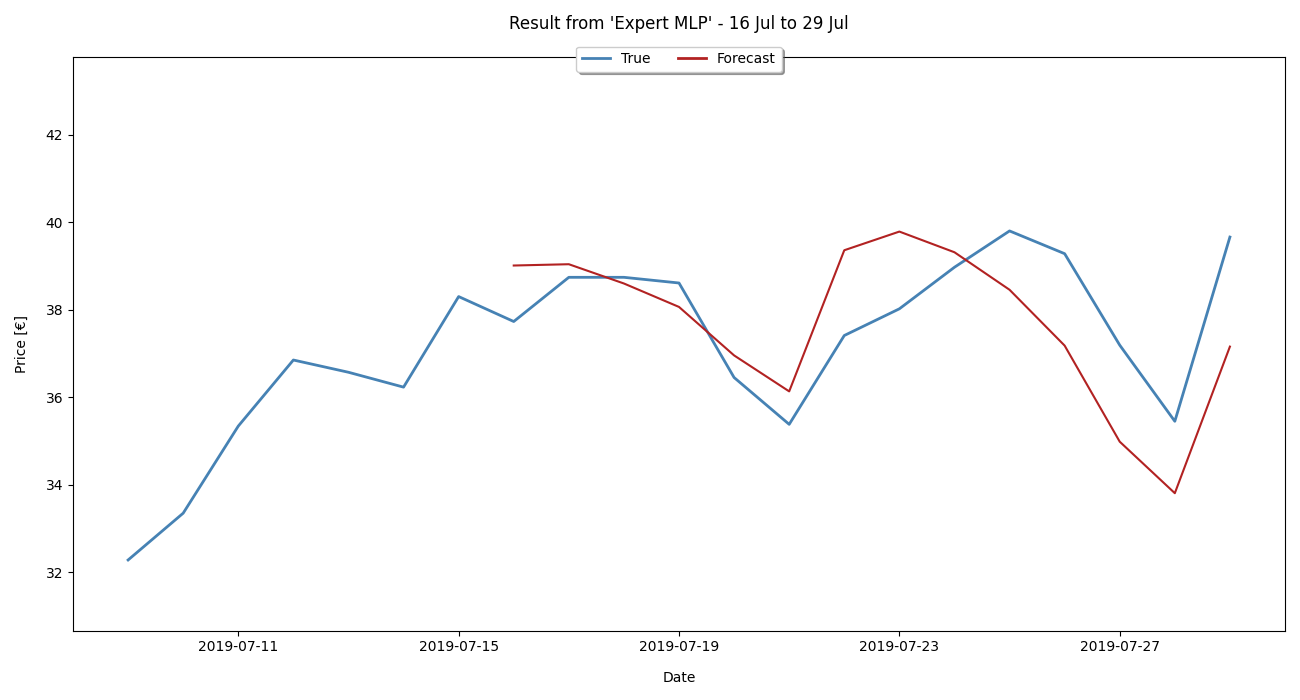 Result from 'Expert MLP' - 16 Jul to 29 Jul
True Forecast
42
40
38
36
34
32
Price [€]
2019-07-11 2019-07-15 2019-07-19 2019-07-23 2019-07-27
Date